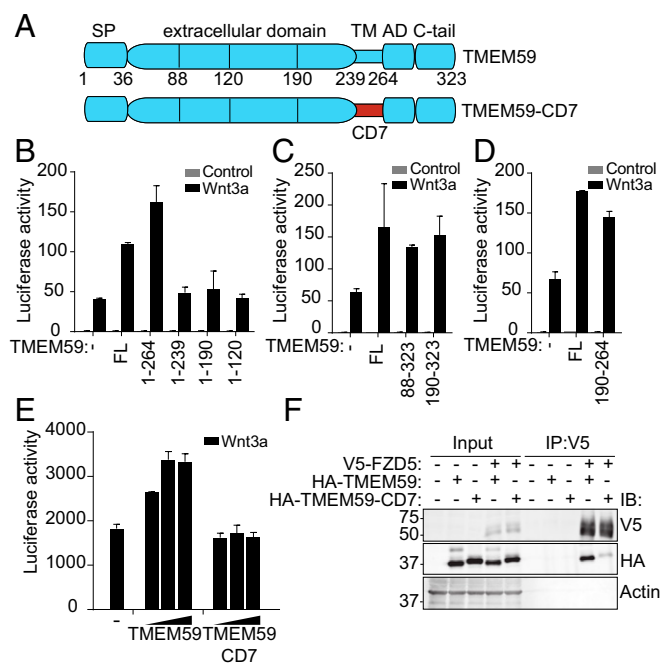 A
SP extracellular domain TM AD C-tail
TMEM59
1 36 88 120 190 239 264 323
TMEM59-CD7
CD7
B
Luciferase activity
200
150
100
50
0
Control
Wnt3a
TMEM59: - FL 1-264 1-239 1-190 1-120
C
Luciferase activity
250
200
150
100
50
0
Control
Wnt3a
TMEM59: - FL 88-323 190-323
D
Luciferase activity
200
150
100
50
0
Control
Wnt3a
TMEM59: - FL 190-264
E
Luciferase activity
4000
3000
2000
1000
0
Wnt3a
- TMEM59 TMEM59
CD7
F
Input IP:V5
V5-FZD5: - - - + + - - - + +
HA-TMEM59: - + - + - - + - + -
HA-TMEM59-CD7: - - + - + - - + - + IB:
75
50
V5
37
HA
37
Actin